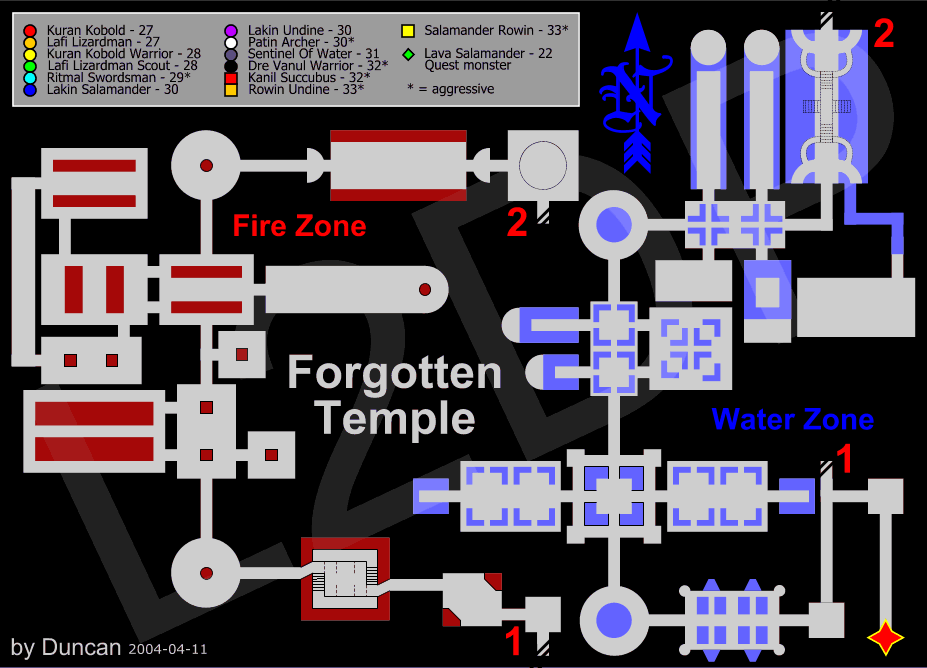 Kuran Kobold - 27
Lafi Lizardman - 27
Kuran Kobold Warrior - 28
Lafi Lizardman Scout - 28
Ritmal Swordsman - 29*
Lakin Salamander - 30
Lakin Undine - 30
Patin Archer - 30*
Sentinel Of Water - 31
Dre Vanul Warrior - 32*
Kanil Succubus - 32*
Rowin Undine - 33*
Salamander Rowin - 33*
Lava Salamander - 22
Quest monster
* = aggressive
N
2
Fire Zone
2
Forgotten
Temple
Water Zone
1
1
by Duncan 2004-04-11
L2DP